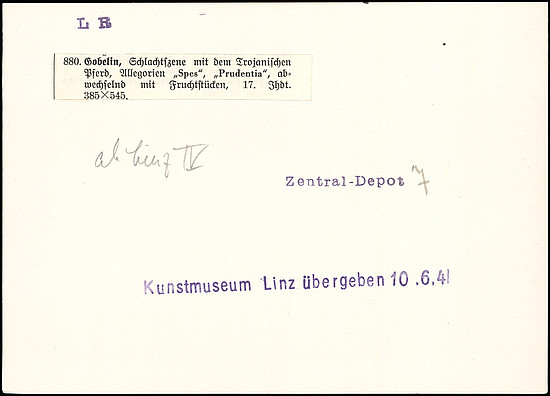 LR
880. Gobelin, Schlachtszene mit dem Trojanischen
Pferd, Allegorien „Spes“, „Prudentia“, ab-
wechselnd mit Fruchtstücken, 17. Jhdt.
385×545.
ab Linz IV
Zentral-Depot 7
Kunstmuseum Linz übergeben 10.6.41